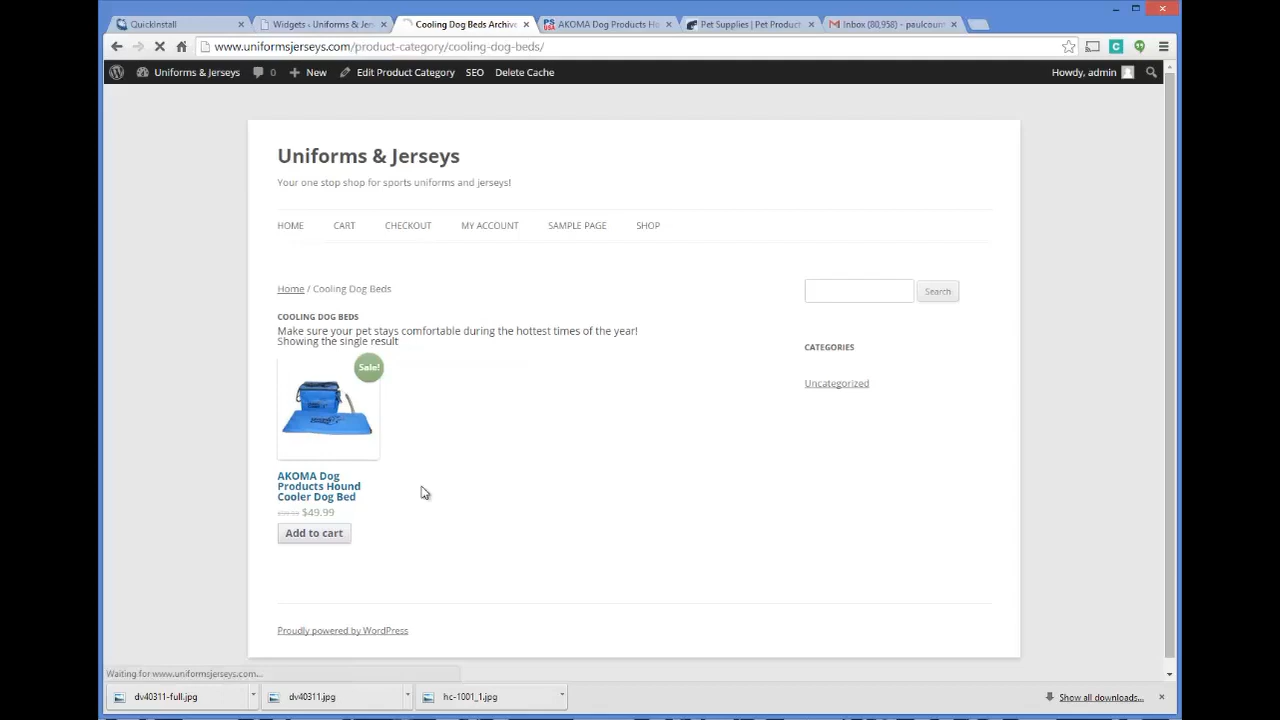 QuickInstall
Widgets ‹ Uniforms & Jer
Cooling Dog Beds Archive
AKOMA Dog Products Ho
Pet Supplies | Pet Product
Inbox (80,958) - paulcoum
www.uniformsjerseys.com/product-category/cooling-dog-beds/
Uniforms & Jerseys
0
New
Edit Product Category
SEO
Delete Cache
Howdy, admin
Uniforms & Jerseys
Your one stop shop for sports uniforms and jerseys!
HOME
CART
CHECKOUT
MY ACCOUNT
SAMPLE PAGE
SHOP
Home / Cooling Dog Beds
Search
COOLING DOG BEDS
Make sure your pet stays comfortable during the hottest times of the year!
Showing the single result
CATEGORIES
Uncategorized
Sale!
AKOMA Dog
Products Hound
Cooler Dog Bed
$49.99
Add to cart
Proudly powered by WordPress
Waiting for www.uniformsjerseys.com...
dv40311-full.jpg
dv40311.jpg
hc-1001_1.jpg
Show all downloads...